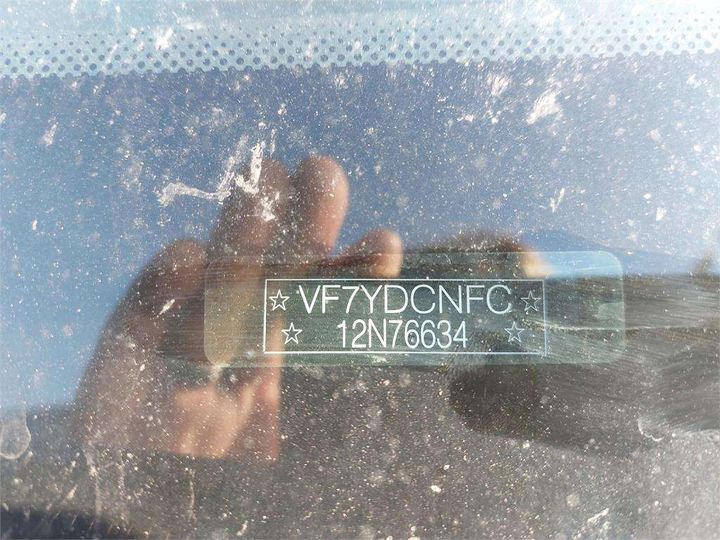 ☆ VF7YDCNFC ☆
☆ 12N76634 ☆